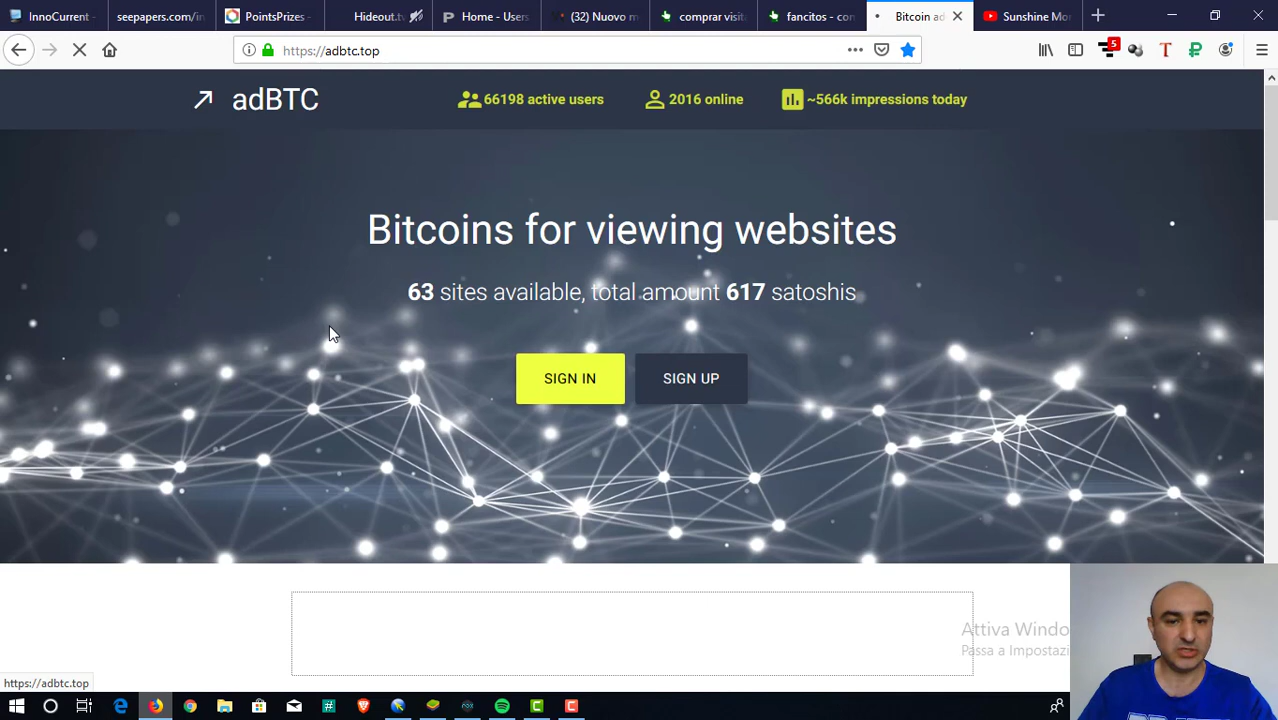 InnoCurrent -
seepapers.com/in
PointsPrizes -
Hideout.tv
Home - Users
(32) Nuovo m
comprar visita
fancitos - con
Bitcoin ad
Sunshine Mo
https://adbtc.top
5
adBTC
66198 active users
2016 online
~566k impressions today
Bitcoins for viewing websites
63 sites available, total amount 617 satoshis
SIGN IN
SIGN UP
Attiva Windo
Passa a Impostazi
https://adbtc.top